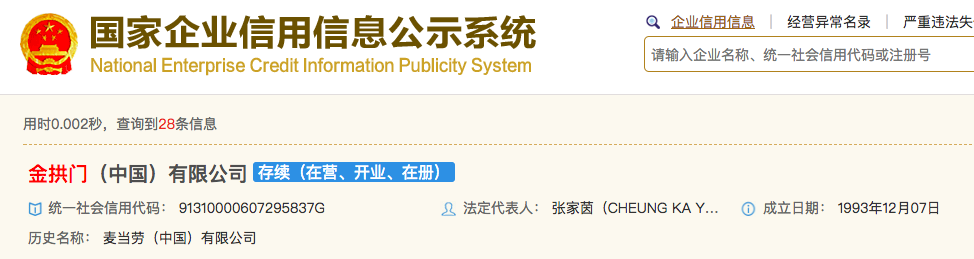 国家企业信用信息公示系统
National Enterprise Credit Information Publicity System
企业信用信息 | 经营异常名录 | 严重违法失
请输入企业名称、统一社会信用代码或注册号
用时0.002秒，查询到28条信息
金拱门（中国）有限公司 存续（在营、开业、在册）
统一社会信用代码： 91310000607295837G 法定代表人： 张家茵（CHEUNG KA Y... 成立日期： 1993年12月07日
历史名称： 麦当劳（中国）有限公司